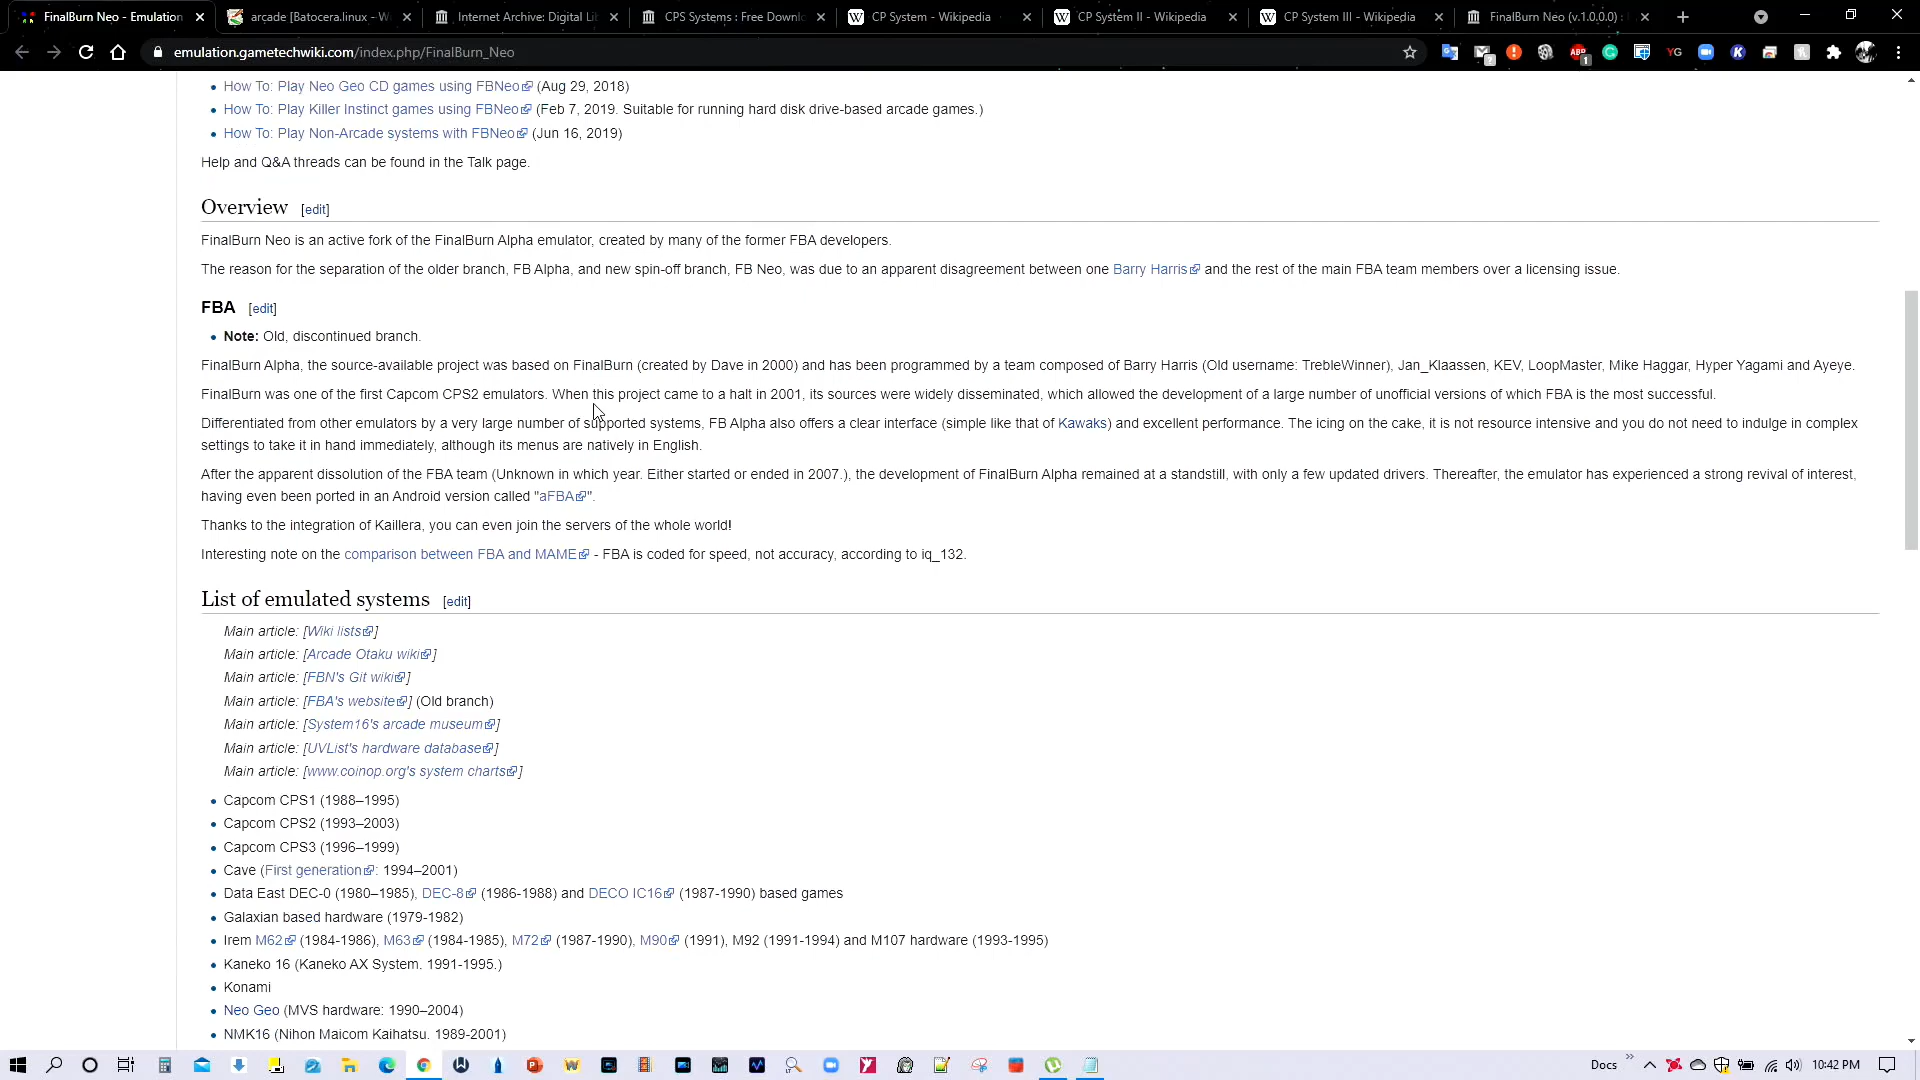 FinalBurn Neo - Emulation
arcade [Batocera.linux - W
Internet Archive: Digital Lib
CPS Systems : Free Downlo
CP System - Wikipedia
CP System II - Wikipedia
CP System III - Wikipedia
FinalBurn Neo (v.1.0.0.0) :
emulation.gametechwiki.com/index.php/FinalBurn_Neo
How To: Play Neo Geo CD games using FBNeo (Aug 29, 2018)
How To: Play Killer Instinct games using FBNeo (Feb 7, 2019. Suitable for running hard disk drive-based arcade games.)
How To: Play Non-Arcade systems with FBNeo (Jun 16, 2019)
Help and Q&A threads can be found in the Talk page.
Overview [edit]
FinalBurn Neo is an active fork of the FinalBurn Alpha emulator, created by many of the former FBA developers.
The reason for the separation of the older branch, FB Alpha, and new spin-off branch, FB Neo, was due to an apparent disagreement between one Barry Harris and the rest of the main FBA team members over a licensing issue.
FBA [edit]
Note: Old, discontinued branch.
FinalBurn Alpha, the source-available project was based on FinalBurn (created by Dave in 2000) and has been programmed by a team composed of Barry Harris (Old username: TrebleWinner), Jan_Klaassen, KEV, LoopMaster, Mike Haggar, Hyper Yagami and Ayeye.
FinalBurn was one of the first Capcom CPS2 emulators. When this project came to a halt in 2001, its sources were widely disseminated, which allowed the development of a large number of unofficial versions of which FBA is the most successful.
Differentiated from other emulators by a very large number of supported systems, FB Alpha also offers a clear interface (simple like that of Kawaks) and excellent performance. The icing on the cake, it is not resource intensive and you do not need to indulge in complex
settings to take it in hand immediately, although its menus are natively in English.
After the apparent dissolution of the FBA team (Unknown in which year. Either started or ended in 2007.), the development of FinalBurn Alpha remained at a standstill, with only a few updated drivers. Thereafter, the emulator has experienced a strong revival of interest,
having even been ported in an Android version called "aFBA".
Thanks to the integration of Kaillera, you can even join the servers of the whole world!
Interesting note on the comparison between FBA and MAME - FBA is coded for speed, not accuracy, according to iq_132.
List of emulated systems [edit]
Main article: [Wiki lists]
Main article: [Arcade Otaku wiki]
Main article: [FBN's Git wiki]
Main article: [FBA's website] (Old branch)
Main article: [System16's arcade museum]
Main article: [UVList's hardware database]
Main article: [www.coinop.org's system charts]
Capcom CPS1 (1988–1995)
Capcom CPS2 (1993–2003)
Capcom CPS3 (1996–1999)
Cave (First generation: 1994–2001)
Data East DEC-0 (1980–1985), DEC-8 (1986-1988) and DECO IC16 (1987-1990) based games
Galaxian based hardware (1979-1982)
Irem M62 (1984-1986), M63 (1984-1985), M72 (1987-1990), M90 (1991), M92 (1991-1994) and M107 hardware (1993-1995)
Kaneko 16 (Kaneko AX System. 1991-1995.)
Konami
Neo Geo (MVS hardware: 1990–2004)
NMK16 (Nihon Maicom Kaihatsu. 1989-2001)
Docs
10:42 PM